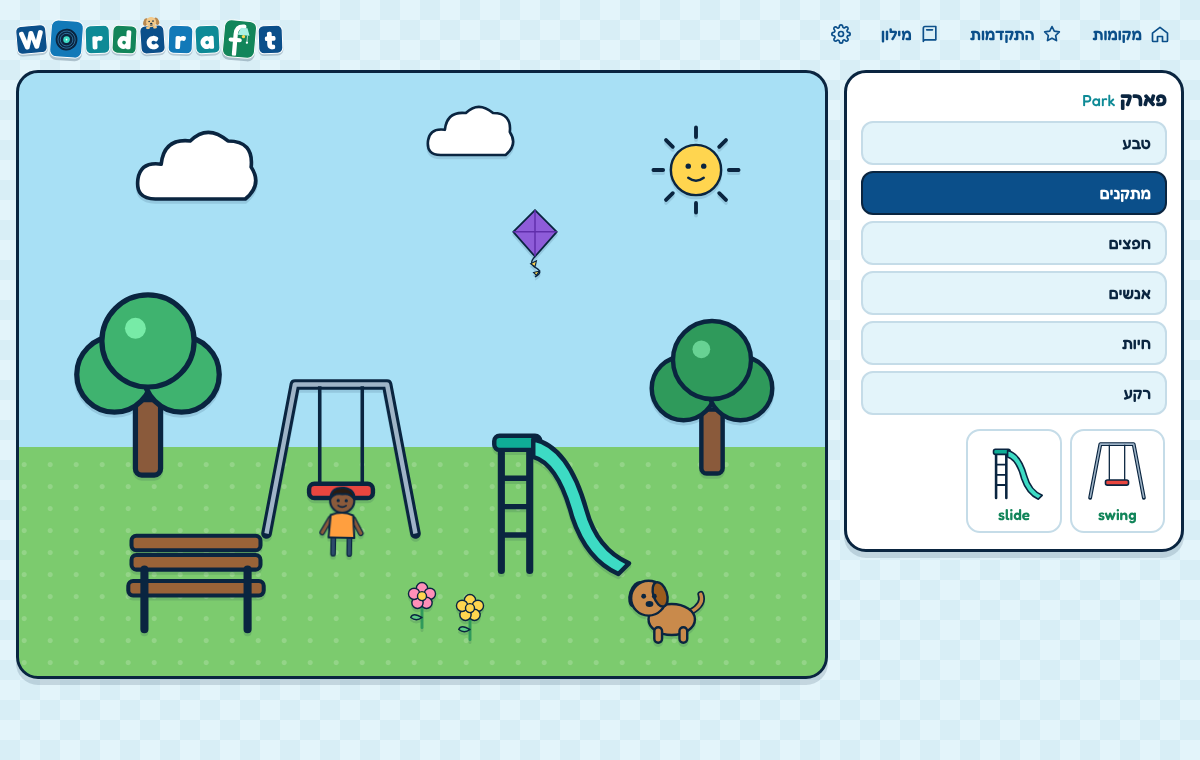 Wordcraft
מקומות
התקדמות
מילון
פארק Park
טבע
מתקנים
חפצים
אנשים
חיות
רקע
swing
slide